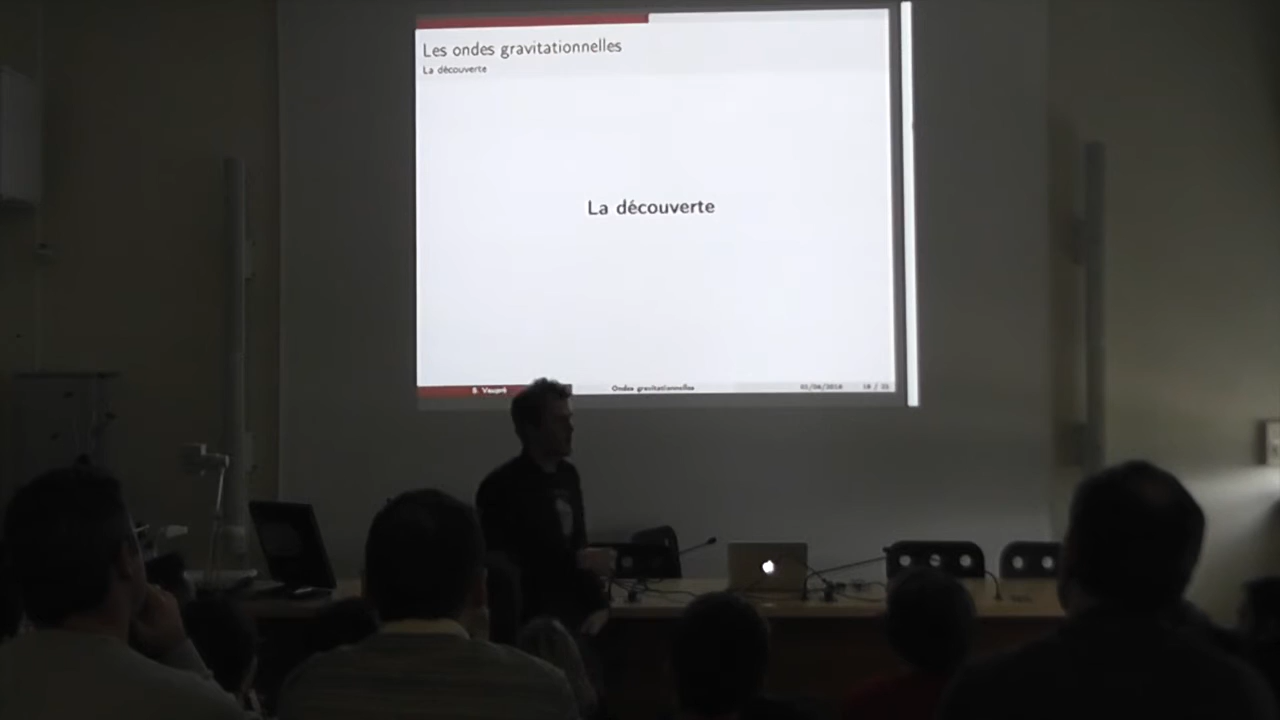 Les ondes gravitationnelles
La découverte
La découverte
Ondes gravitationnelles